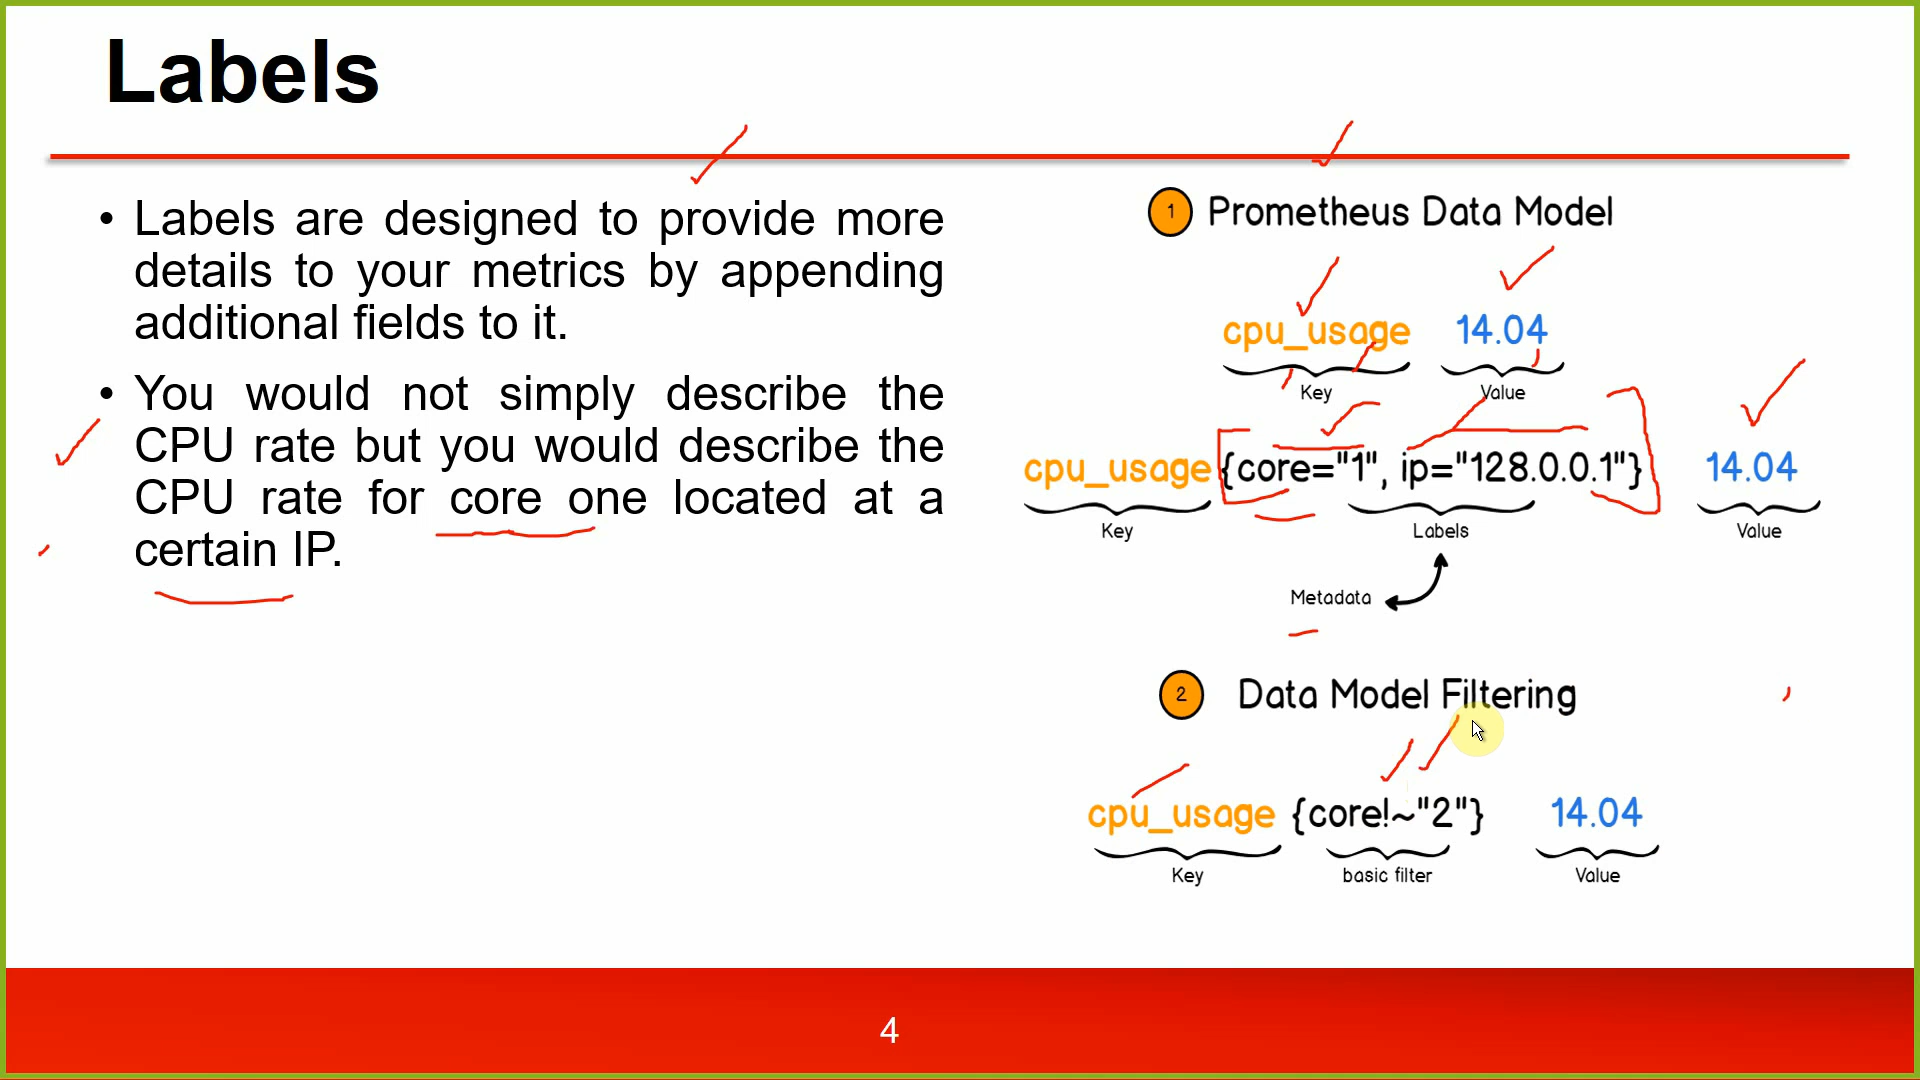 Labels
• Labels are designed to provide more
details to your metrics by appending
additional fields to it.
• You would not simply describe the
CPU rate but you would describe the
CPU rate for core one located at a
certain IP.
1 Prometheus Data Model
cpu_usage 14.04
Key Value
cpu_usage {core="1", ip="128.0.0.1"} 14.04
Key Labels Value
Metadata
2 Data Model Filtering
cpu_usage {core!~"2"} 14.04
Key basic filter Value
4